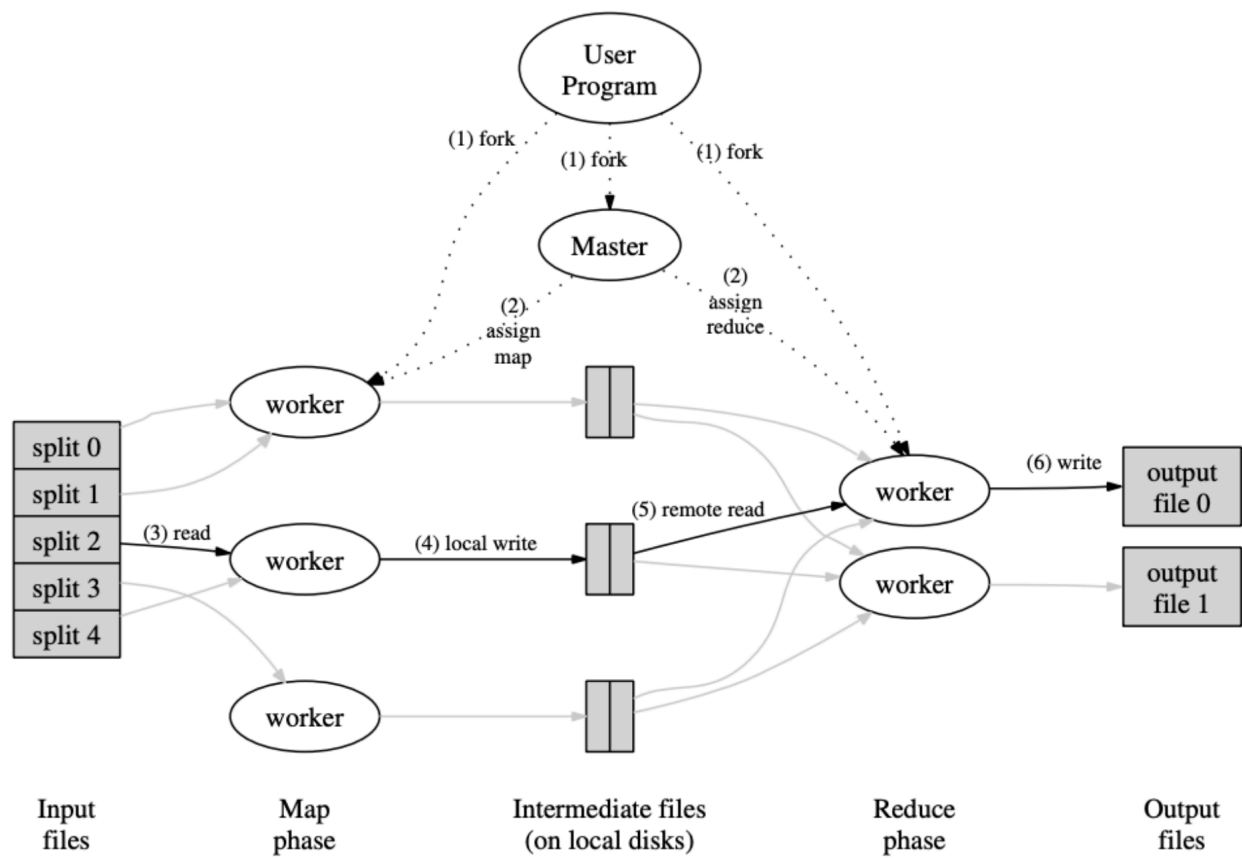 User
Program
(1) fork
(1) fork
(1) fork
Master
(2)
assign
map
(2)
assign
reduce
worker
split 0
split 1
split 2
split 3
split 4
(3) read
worker
(4) local write
worker
(5) remote read
worker
worker
(6) write
output
file 0
output
file 1
Input
files
Map
phase
Intermediate files
(on local disks)
Reduce
phase
Output
files